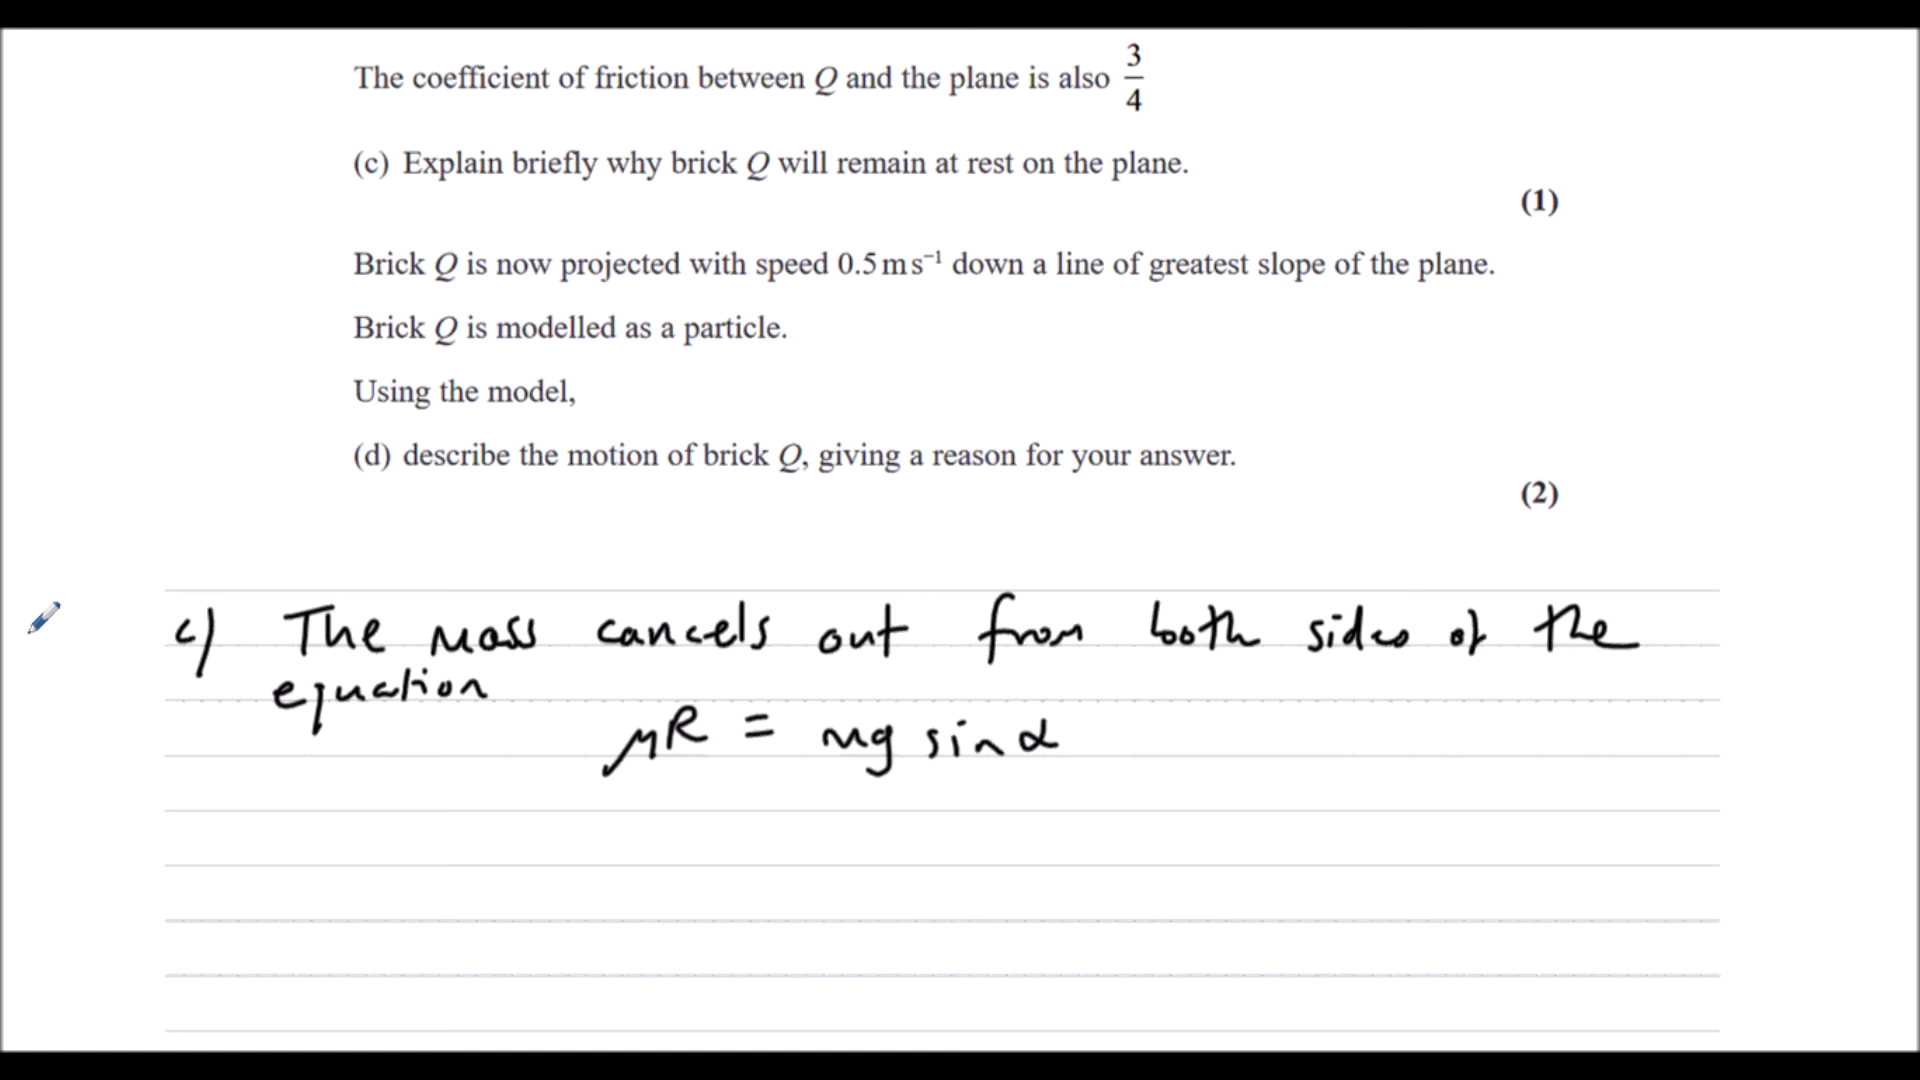 The coefficient of friction between Q and the plane is also 3/4
(c) Explain briefly why brick Q will remain at rest on the plane.
(1)
Brick Q is now projected with speed 0.5 m s⁻¹ down a line of greatest slope of the plane.
Brick Q is modelled as a particle.
Using the model,
(d) describe the motion of brick Q, giving a reason for your answer.
(2)
c) The mass cancels out from both sides of the
equation
μR = mg sin α